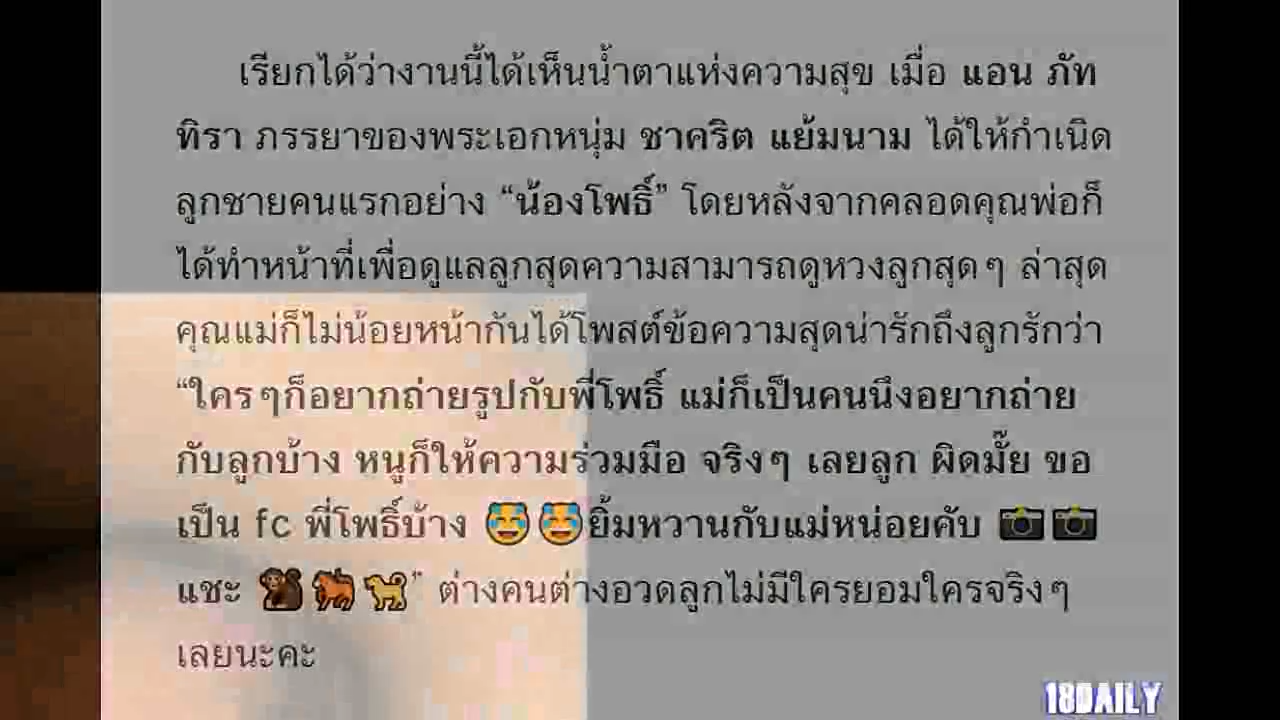 เรียกได้ว่างานนี้ได้เห็นน้ำตาแห่งความสุข เมื่อ แอน ภัท
ทิรา ภรรยาของพระเอกหนุ่ม ชาคริต แย้มนาม ได้ให้กำเนิด
ลูกชายคนแรกอย่าง “น้องโพธิ์” โดยหลังจากคลอดคุณพ่อก็
ได้ทำหน้าที่เพื่อดูแลลูกสุดความสามารถดูหวงลูกสุดๆ ล่าสุด
คุณแม่ก็ไม่น้อยหน้ากันได้โพสต์ข้อความสุดน่ารักถึงลูกรักว่า
“ใครๆก็อยากถ่ายรูปกับพี่โพธิ์ แม่ก็เป็นคนนึงอยากถ่าย
กับลูกบ้าง หนูก็ให้ความร่วมมือ จริงๆ เลยลูก ผิดมั๊ย ขอ
เป็น fc พี่โพธิ์บ้าง 😂😂ยิ้มหวานกับแม่หน่อยคับ 📷📷
แชะ 🐒🐂🐕” ต่างคนต่างอวดลูกไม่มีใครยอมใครจริงๆ
เลยนะคะ
18DAILY